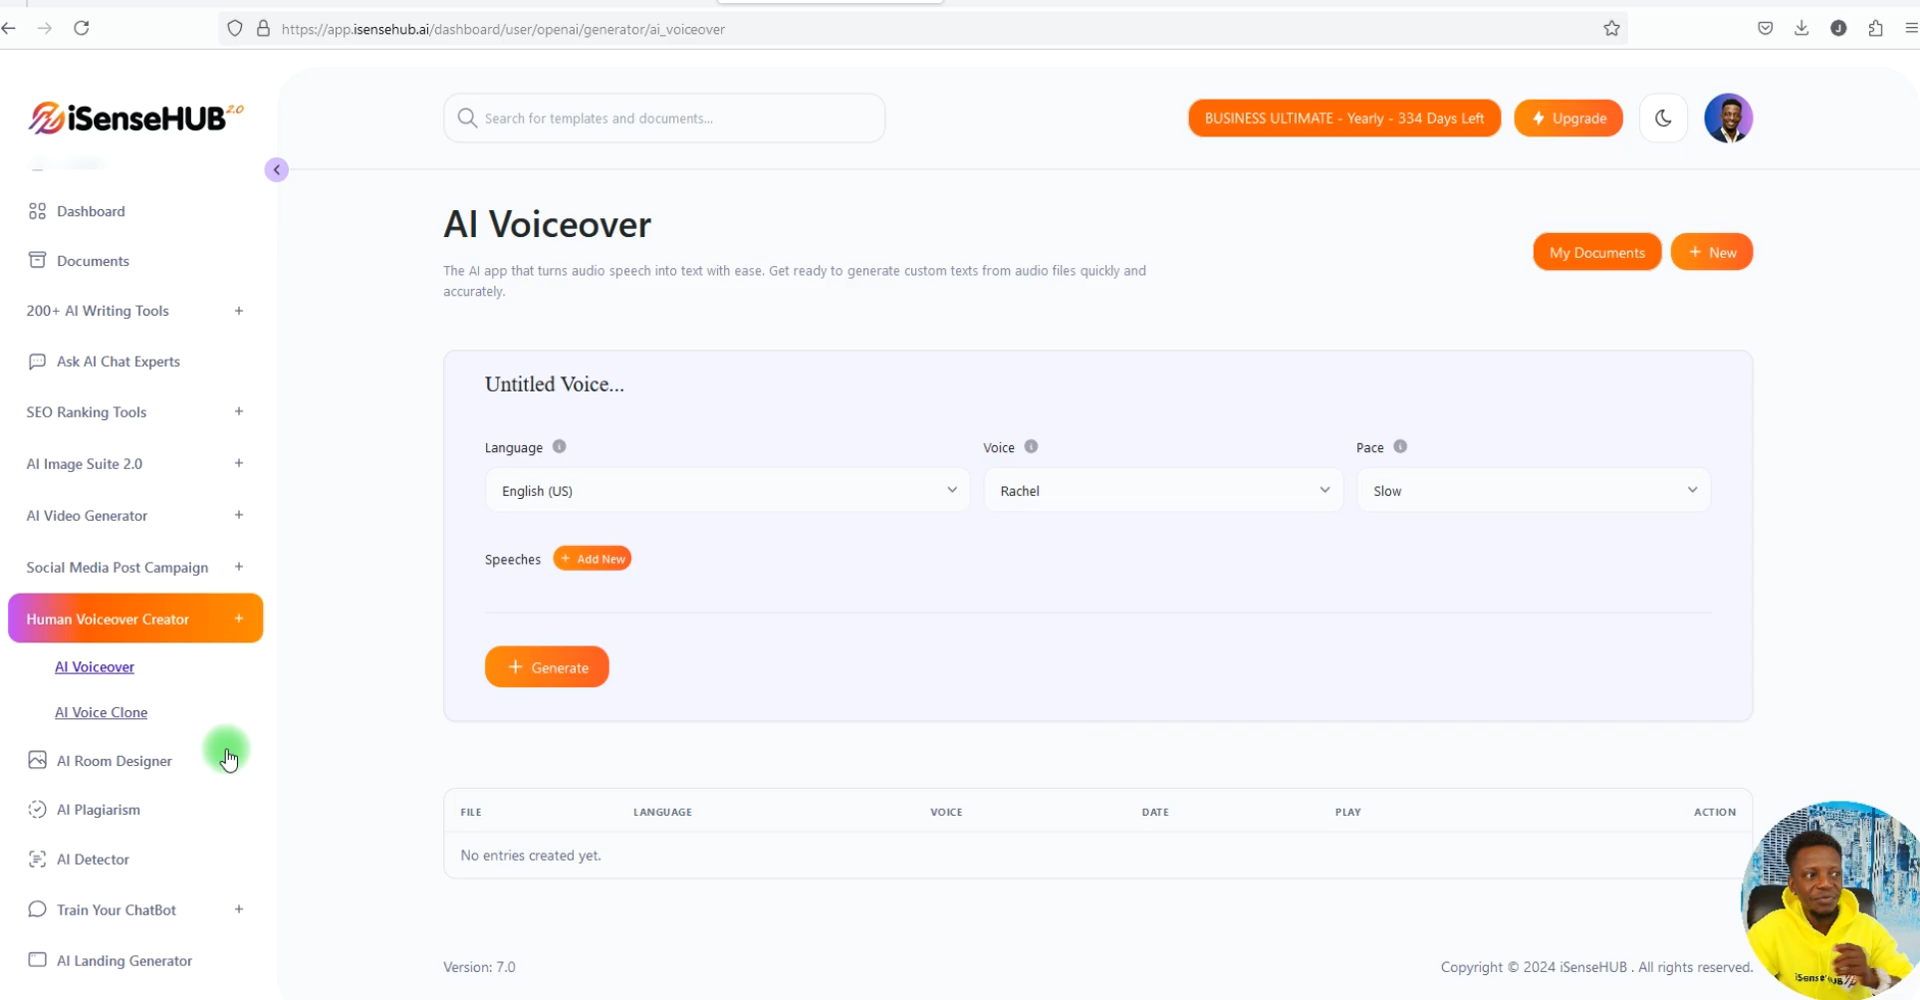 https://app.isensehub.ai/dashboard/user/openai/generator/ai_voiceover
J
iSenseHUB 2.0
Search for templates and documents...
BUSINESS ULTIMATE - Yearly - 334 Days Left
Upgrade
Dashboard
Documents
200+ AI Writing Tools +
Ask AI Chat Experts
SEO Ranking Tools +
AI Image Suite 2.0 +
AI Video Generator +
Social Media Post Campaign +
Human Voiceover Creator +
AI Voiceover
AI Voice Clone
AI Room Designer
AI Plagiarism
AI Detector
Train Your ChatBot +
AI Landing Generator
AI Voiceover
The AI app that turns audio speech into text with ease. Get ready to generate custom texts from audio files quickly and
accurately.
My Documents
+ New
Untitled Voice...
Language Voice Pace
English (US) Rachel Slow
Speeches + Add New
+ Generate
FILE LANGUAGE VOICE DATE PLAY ACTION
No entries created yet.
Version: 7.0
Copyright © 2024 iSenseHUB . All rights reserved.